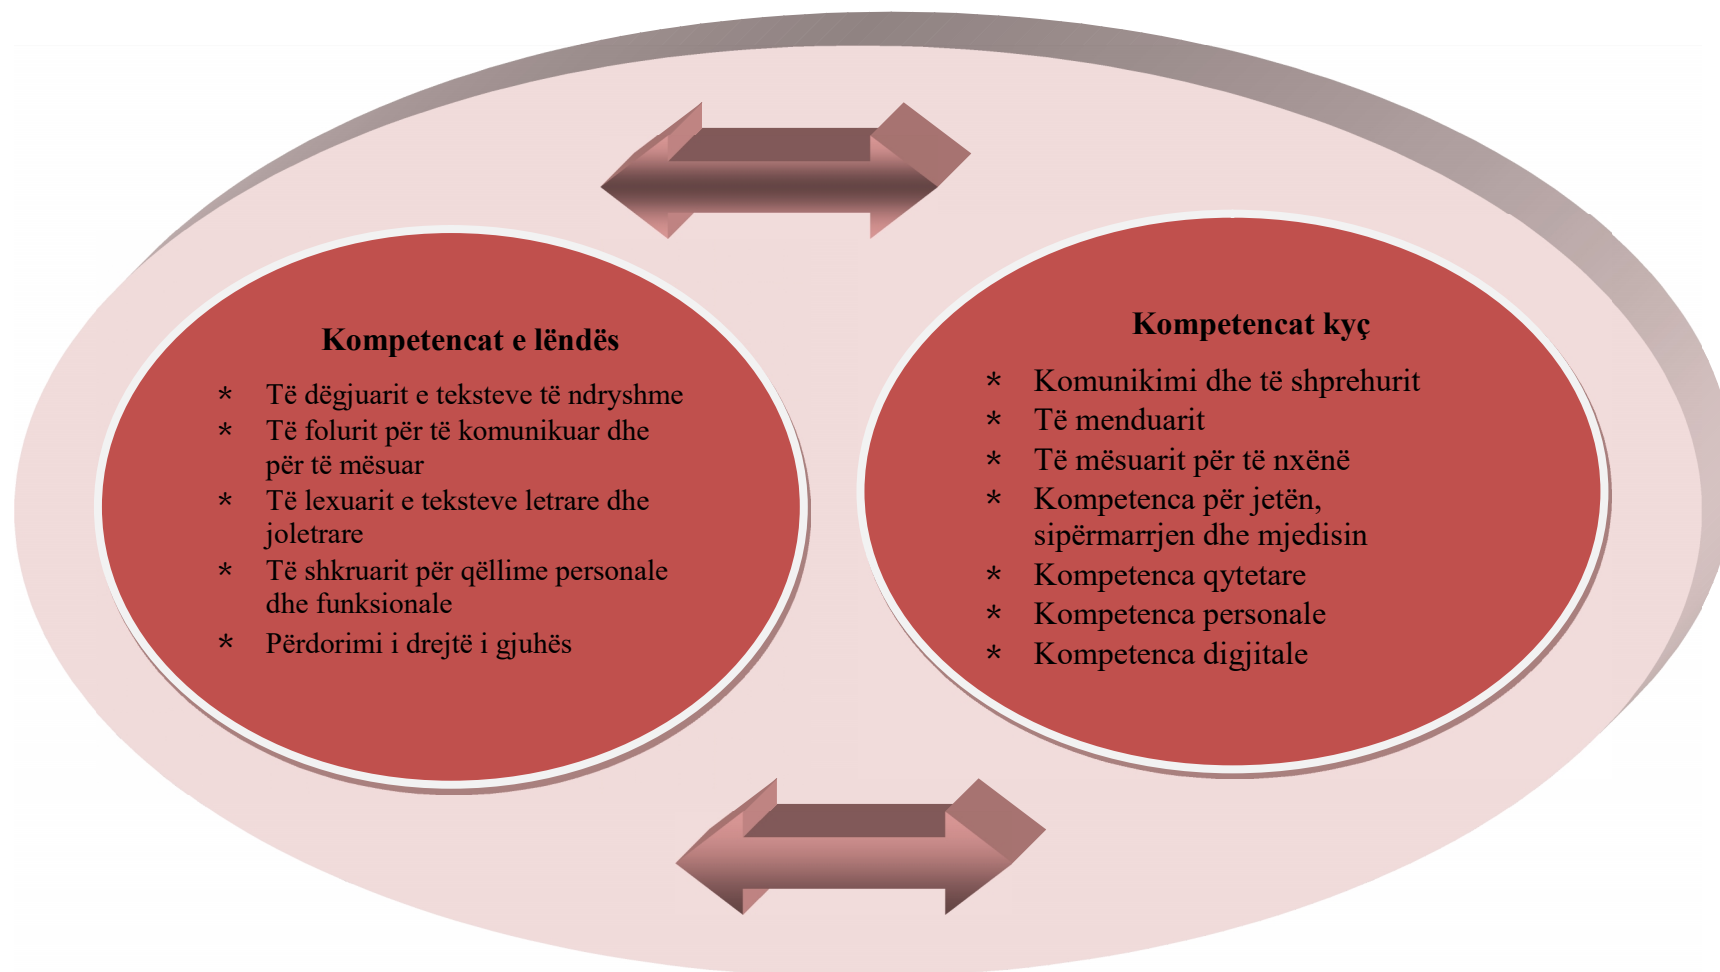 Kompetencat e lëndës
* Të dëgjuarit e teksteve të ndryshme
* Të folurit për të komunikuar dhe
për të mësuar
* Të lexuarit e teksteve letrare dhe
joletrare
* Të shkruarit për qëllime personale
dhe funksionale
* Përdorimi i drejtë i gjuhës
Kompetencat kyç
* Komunikimi dhe të shprehurit
* Të menduarit
* Të mësuarit për të nxënë
* Kompetenca për jetën,
sipërmarrjen dhe mjedisin
* Kompetenca qytetare
* Kompetenca personale
* Kompetenca digjitale